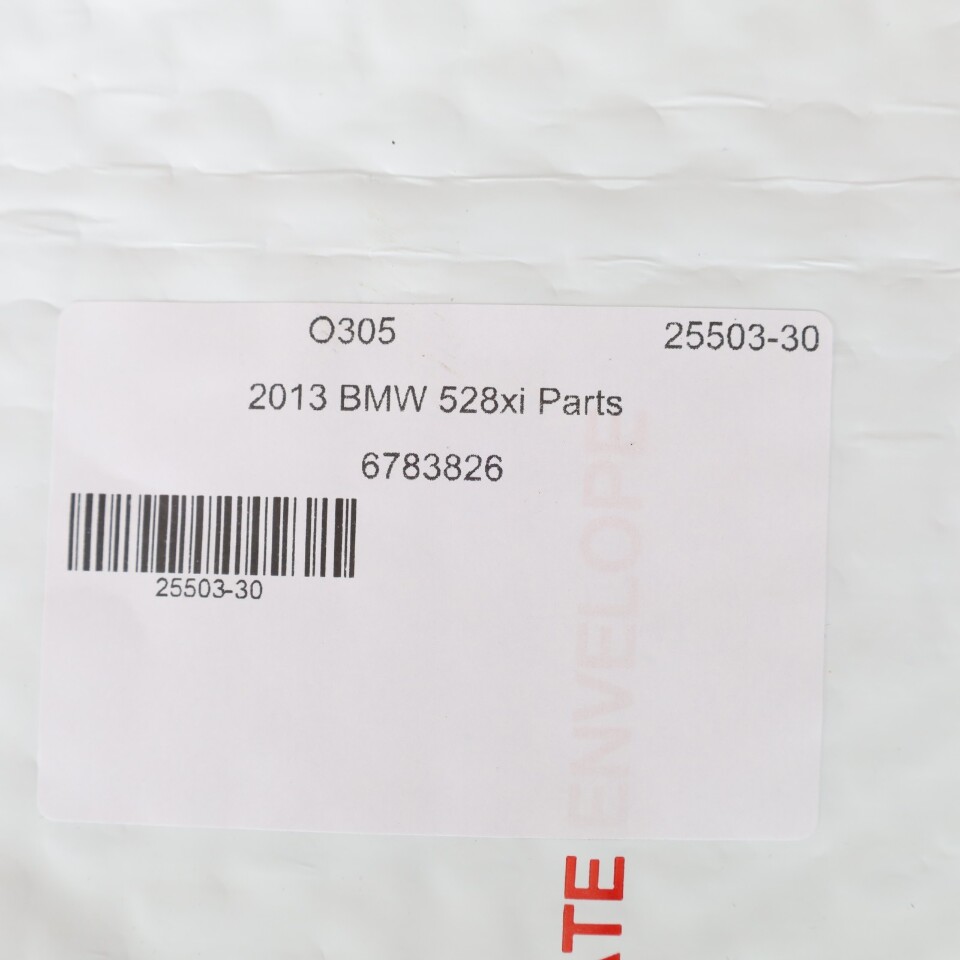 O305 25503-30
2013 BMW 528xi Parts
6783826
25503-30
ATE ENVELOPE